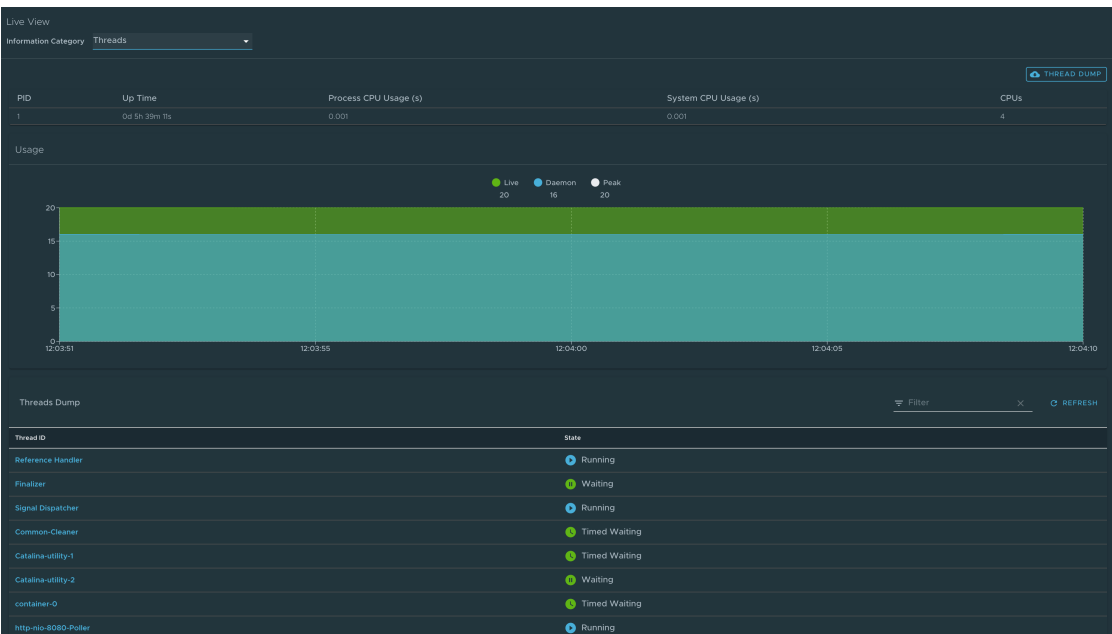 Live View
Information Category Threads
THREAD DUMP
PID Up Time Process CPU Usage (s) System CPU Usage (s) CPUs
1 0d 5h 39m 11s 0.001 0.001 4
Usage
Live Daemon Peak
20 16 20
20
15
10
5
0
12:03:51 12:03:55 12:04:00 12:04:05 12:04:10
Threads Dump Filter REFRESH
Thread ID State
Reference Handler Running
Finalizer Waiting
Signal Dispatcher Running
Common-Cleaner Timed Waiting
Catalina-utility-1 Timed Waiting
Catalina-utility-2 Waiting
container-0 Timed Waiting
http-nio-8080-Poller Running